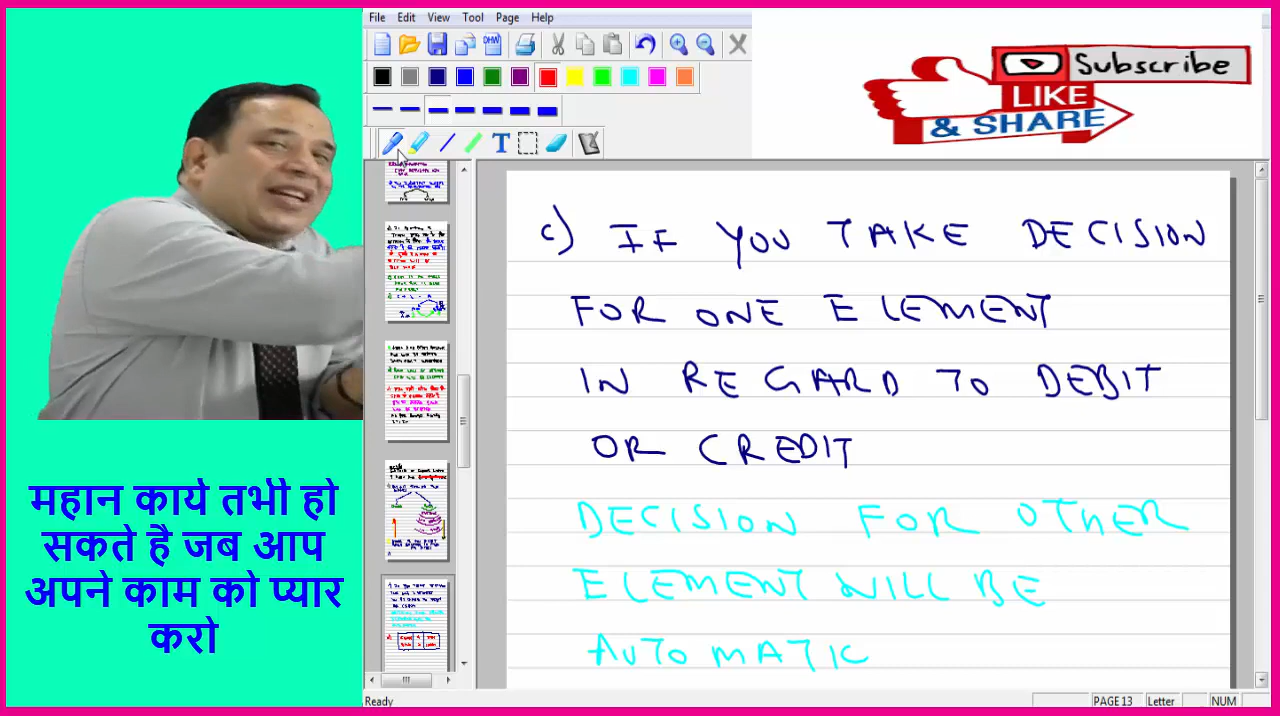 File Edit View Tool Page Help
DHW
Subscribe
LIKE
& SHARE
c) IF YOU TAKE DECISION
FOR ONE ELEMENT
IN REGARD TO DEBIT
OR CREDIT
DECISION FOR OTHER
ELEMENT WILL BE
AUTOMATIC
महान कार्य तभी हो
सकते है जब आप
अपने काम को प्यार
करो
Ready
PAGE 13 Letter NUM